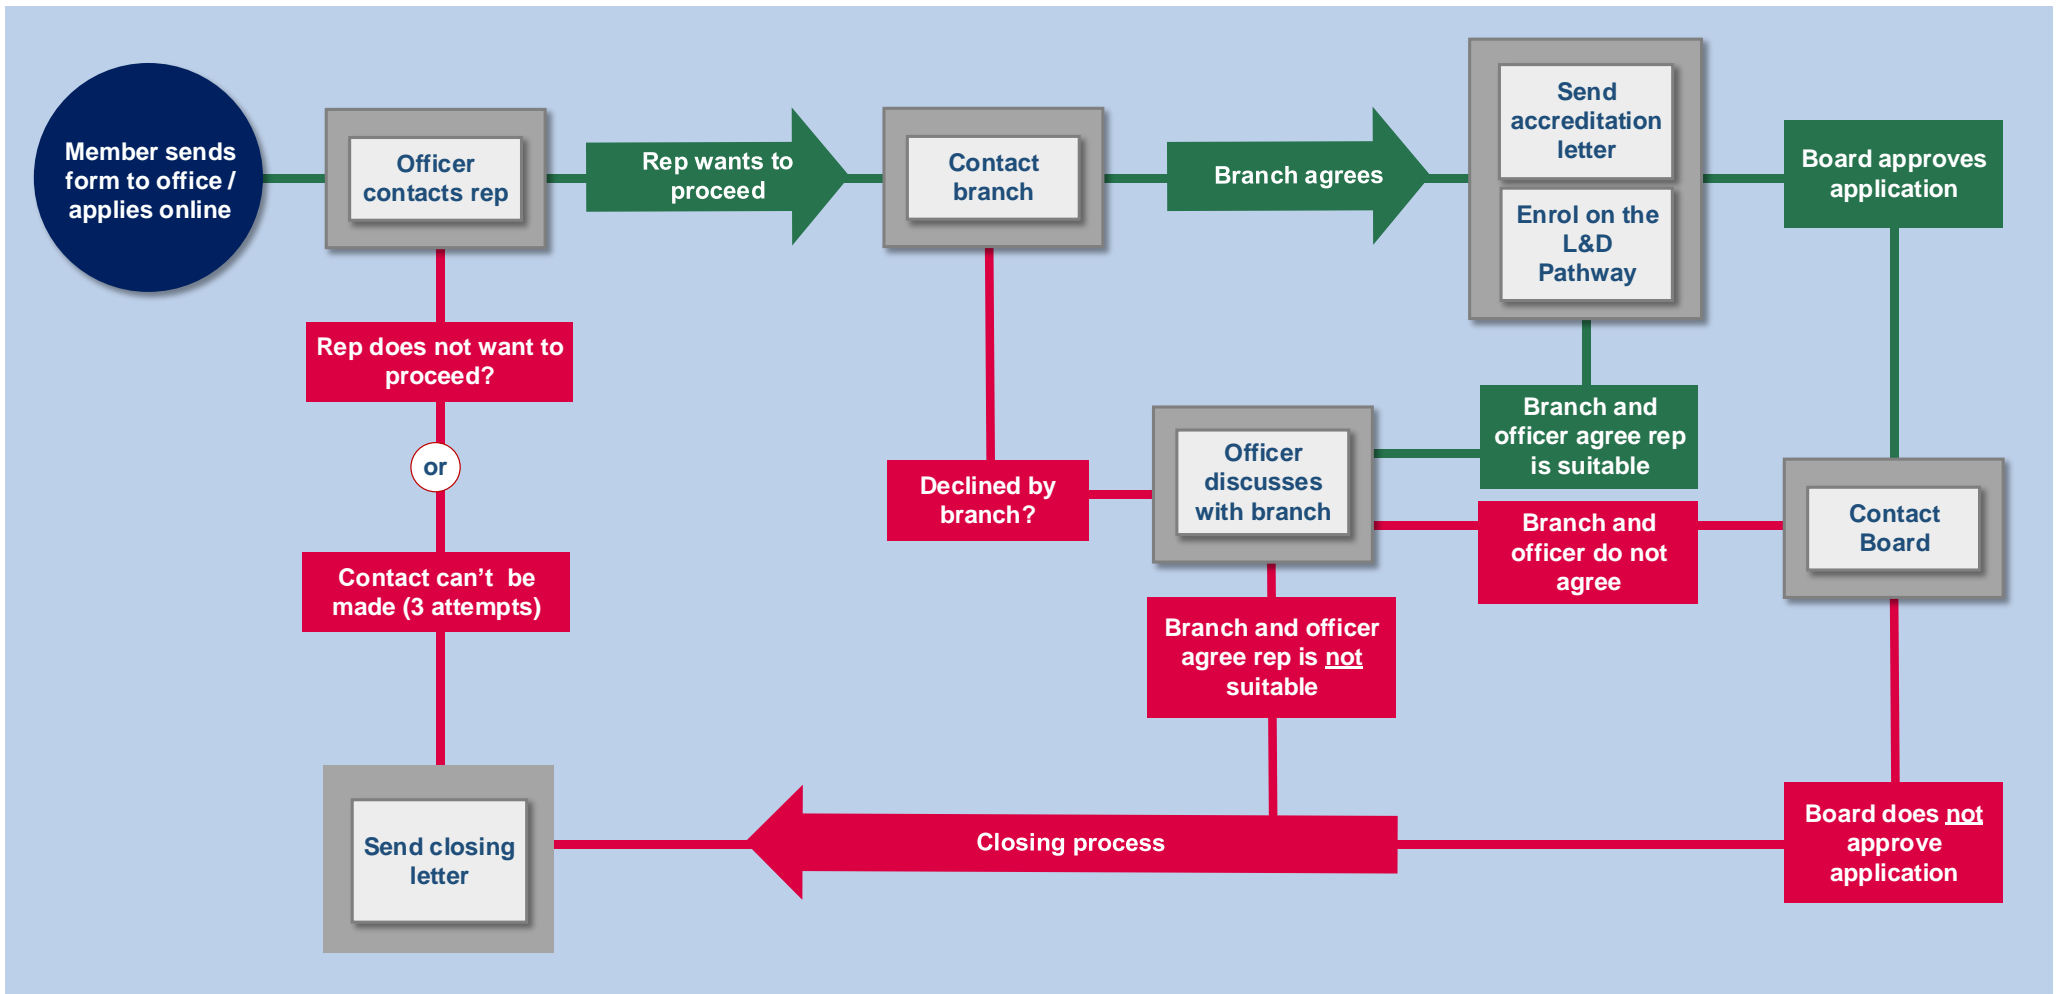 Member sends
form to office /
applies online
Officer
contacts rep
Rep wants to
proceed
Contact
branch
Branch agrees
Send
accreditation
letter
Enrol on the
L&D
Pathway
Board approves
application
Rep does not want to
proceed?
or
Contact can’t  be
made (3 attempts)
Declined by
branch?
Officer
discusses
with branch
Branch and
officer agree rep
is suitable
Branch and
officer do not
agree
Contact
Board
Branch and officer
agree rep is not
suitable
Send closing
letter
Closing process
Board does not
approve
application